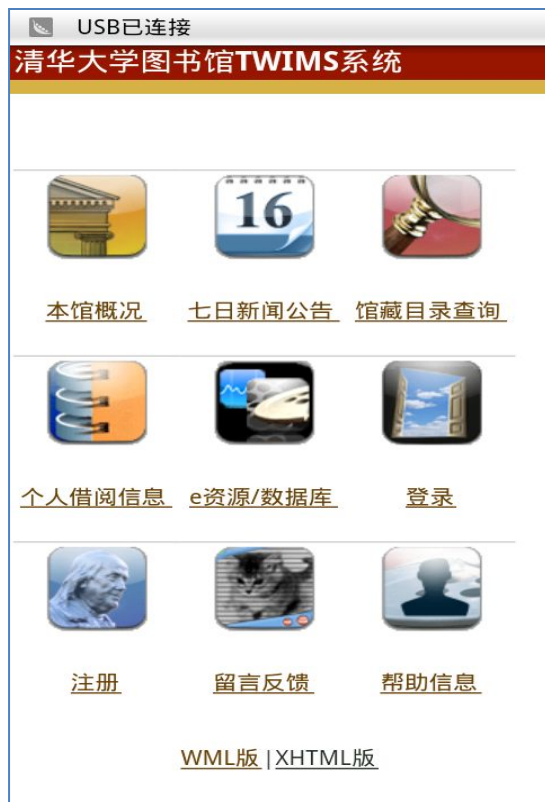 USB已连接
清华大学图书馆TWIMS系统
16
本馆概况 七日新闻公告 馆藏目录查询
个人借阅信息 e资源/数据库 登录
注册 留言反馈 帮助信息
WML版 | XHTML版